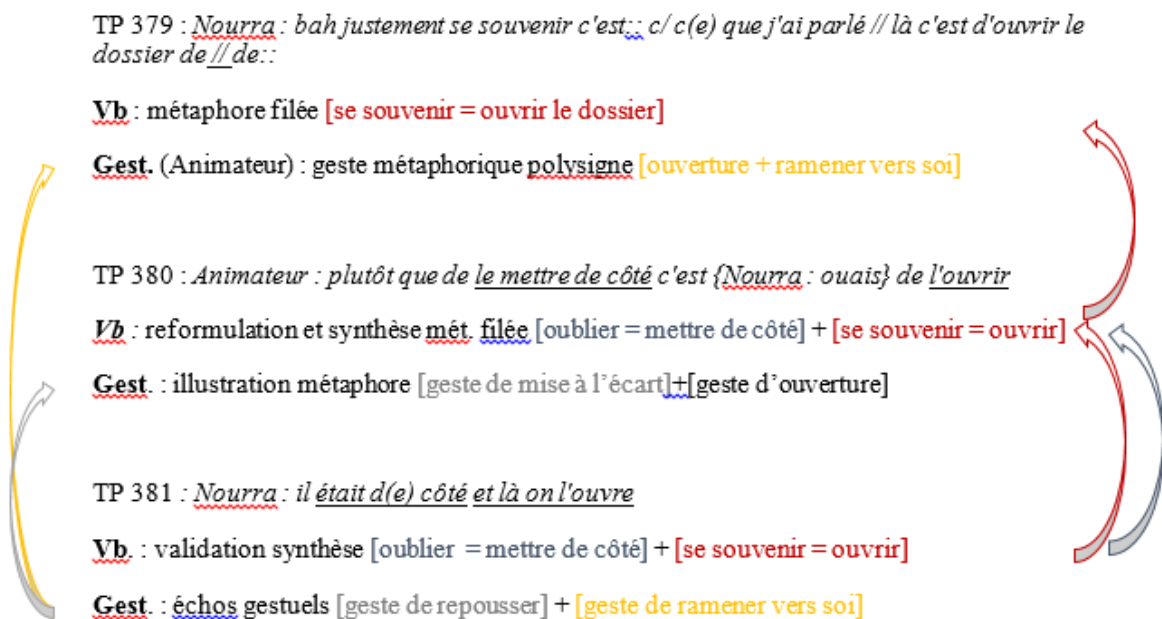 TP 379 : Nourra : bah justement se souvenir c'est:: c/ c(e) que j'ai parlé // là c'est d'ouvrir le
dossier de // de::
Vb : métaphore filée [se souvenir = ouvrir le dossier]
Gest. (Animateur) : geste métaphorique polysigne [ouverture + ramener vers soi]
TP 380 : Animateur : plutôt que de le mettre de côté c'est {Nourra : ouais} de l'ouvrir
Vb : reformulation et synthèse mét. filée [oublier = mettre de côté] + [se souvenir = ouvrir]
Gest. : illustration métaphore [geste de mise à l'écart]+[geste d'ouverture]
TP 381 : Nourra : il était d(e) côté et là on l'ouvre
Vb. : validation synthèse [oublier = mettre de côté] + [se souvenir = ouvrir]
Gest. : échos gestuels [geste de repousser] + [geste de ramener vers soi]